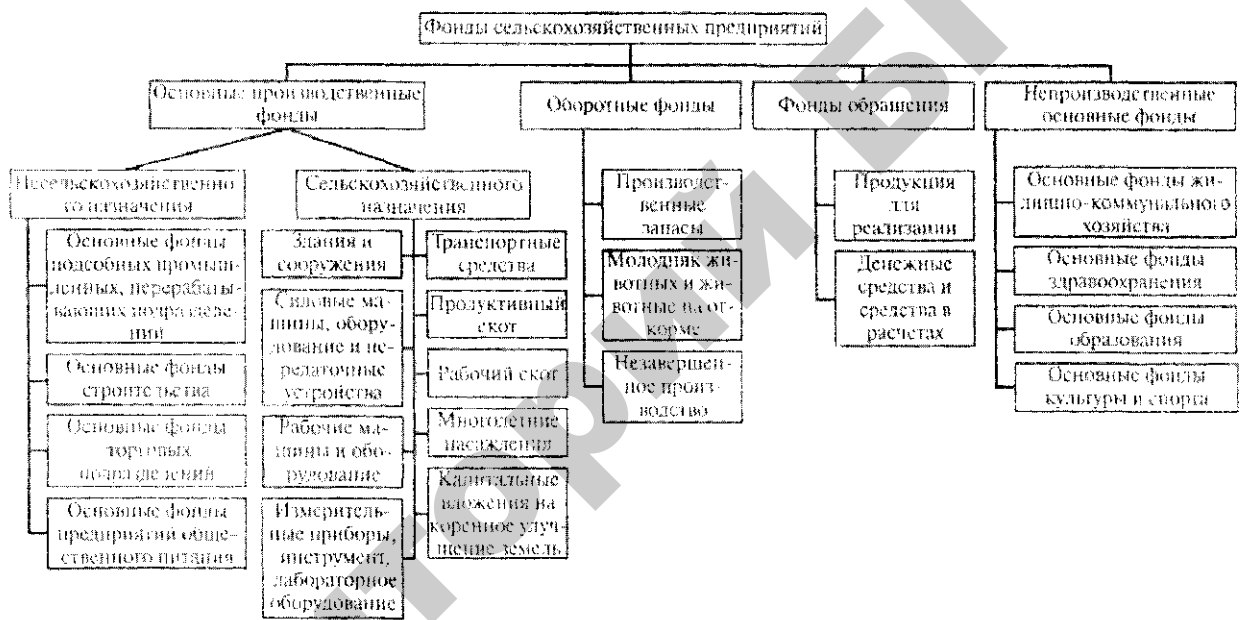 Фонды сельскохозяйственных предприятий
Основные производственные
фонды
Оборотные фонды
Фонды обращения
Непроизводственные
основные фонды
Несельскохозяйственно
го назначения
Сельскохозяйственного
назначения
Основные фонды
подсобных промыш-
ленных, перерабаты-
вающих подразделе-
ний
Основные фонды
строительства
Основные фонды
торговых
подразделений
Основные фонды
предприятий обще-
ственного питания
Здания и
сооружения
Силовые ма-
шины, обору-
дование и пе-
редаточные
устройства
Рабочие ма-
шины и обо-
рудование
Измеритель-
ные приборы,
инструмент,
лабораторное
оборудование
Транспортные
средства
Продуктивный
скот
Рабочий скот
Многолетние
насаждения
Капитальные
вложения на
коренное улуч-
шение земель
Производст-
венные
запасы
Молодняк жи-
вотных и жи-
вотные на от-
корме
Незавершен-
ное произ-
водство
Продукция
для
реализации
Денежные
средства и
средства в
расчетах
Основные фонды жи-
лищно-коммунального
хозяйства
Основные фонды
здравоохранения
Основные фонды
образования
Основные фонды
культуры и спорта